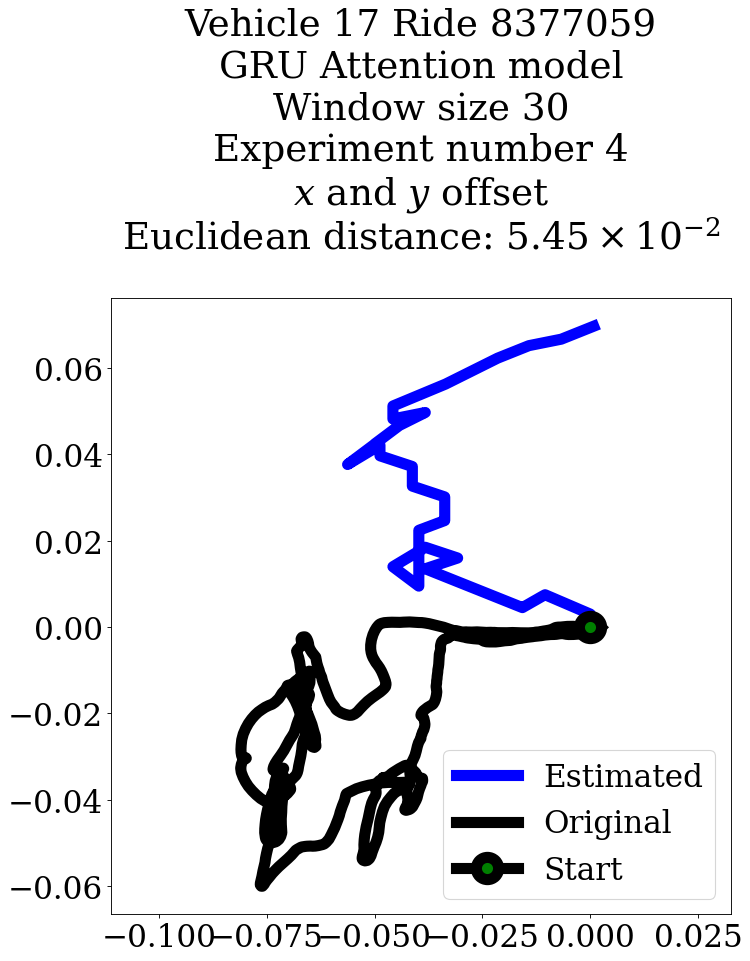 Vehicle 17 Ride 8377059
GRU Attention model
Window size 30
Experiment number 4
x and y offset
Euclidean distance: 5.45 × 10⁻²
0.06
0.04
0.02
0.00
−0.02
−0.04
−0.06
Estimated
Original
Start
−0.100 −0.075 −0.050 −0.025 0.000 0.025